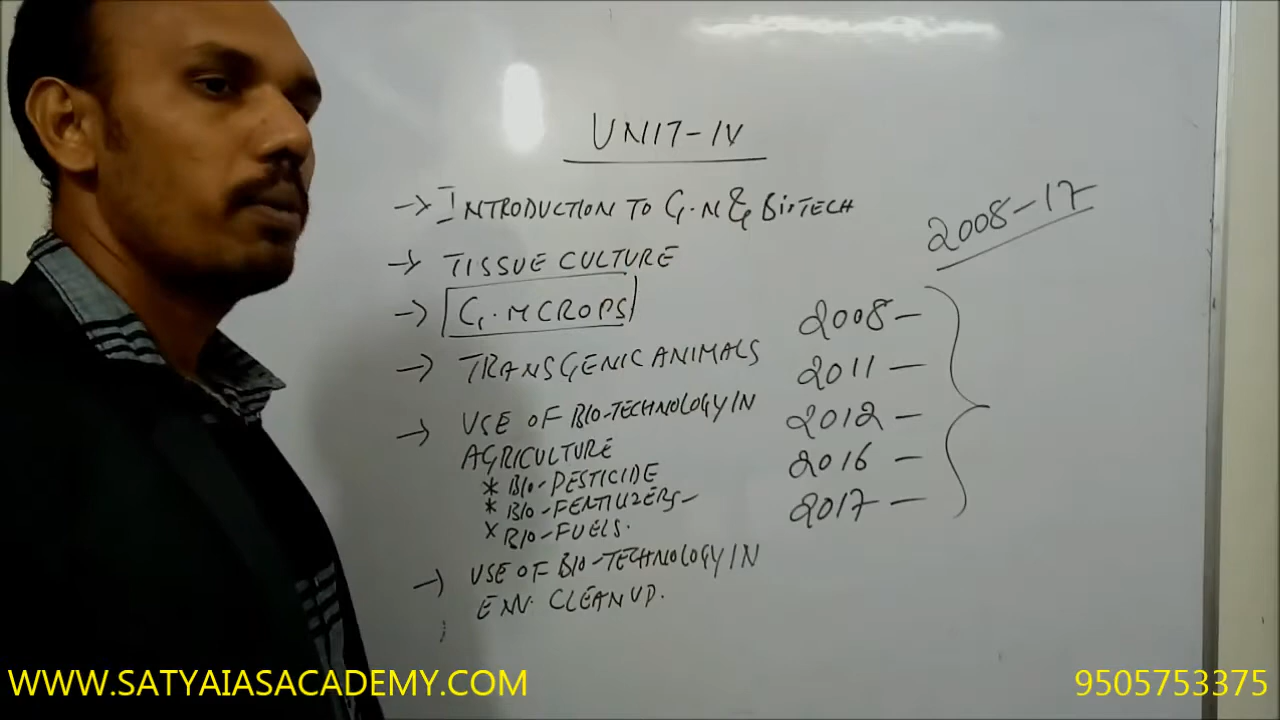 UNIT-IV
→ INTRODUCTION TO G.M & BIOTECH
→ TISSUE CULTURE
→ G.M CROPS
→ TRANSGENIC ANIMALS
→ USE OF BIO-TECHNOLOGY IN
AGRICULTURE
* BIO-PESTICIDE
* BIO-FERTILIZERS-
* BIO-FUELS.
→ USE OF BIO-TECHNOLOGY IN
ENV. CLEANUP.
2008-17
2008-
2011-
2012-
2016-
2017-
WWW.SATYAIASACADEMY.COM
9505753375